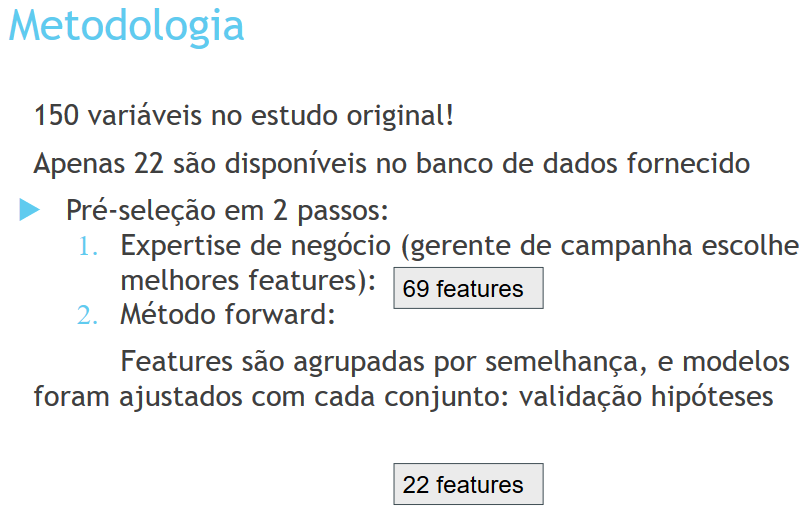 Metodologia
150 variáveis no estudo original!
Apenas 22 são disponíveis no banco de dados fornecido
Pré-seleção em 2 passos:
1. Expertise de negócio (gerente de campanha escolhe
melhores features): 69 features
2. Método forward:
Features são agrupadas por semelhança, e modelos
foram ajustados com cada conjunto: validação hipóteses
22 features